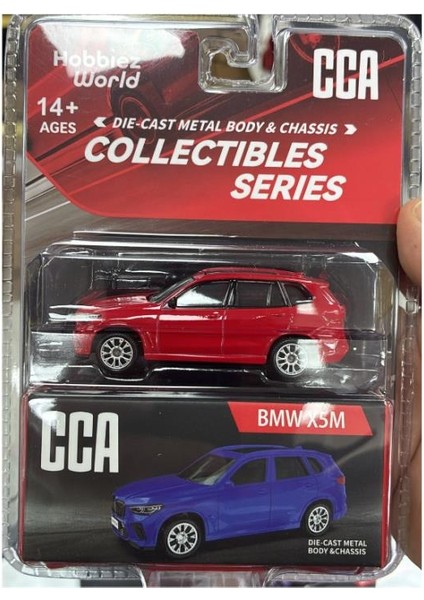 Hobbiez
World
CCA
14+
AGES
DIE-CAST METAL BODY & CHASSIS
COLLECTIBLES
SERIES
CCA
BMW X5M
DIE-CAST METAL
BODY &CHASSIS